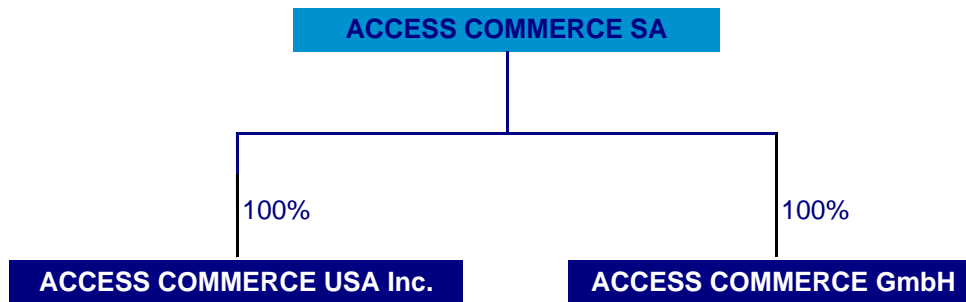 ACCESS COMMERCE SA
100%
100%
ACCESS COMMERCE USA Inc.
ACCESS COMMERCE GmbH